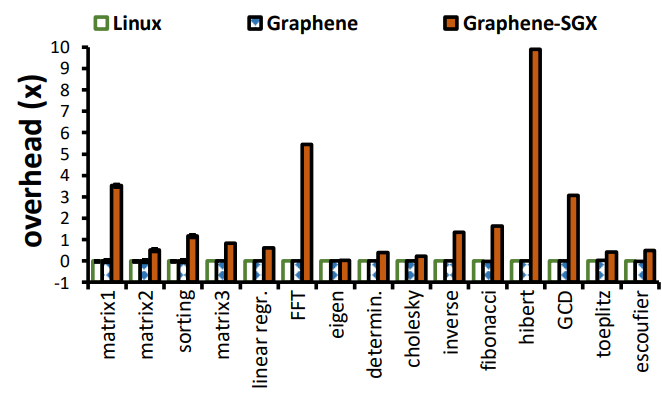 Linux Graphene Graphene-SGX
overhead (x)
10
9
8
7
6
5
4
3
2
1
0
-1
matrix1
matrix2
sorting
matrix3
linear regr.
FFT
eigen
determin.
cholesky
inverse
fibonacci
hibert
GCD
toeplitz
escoufier